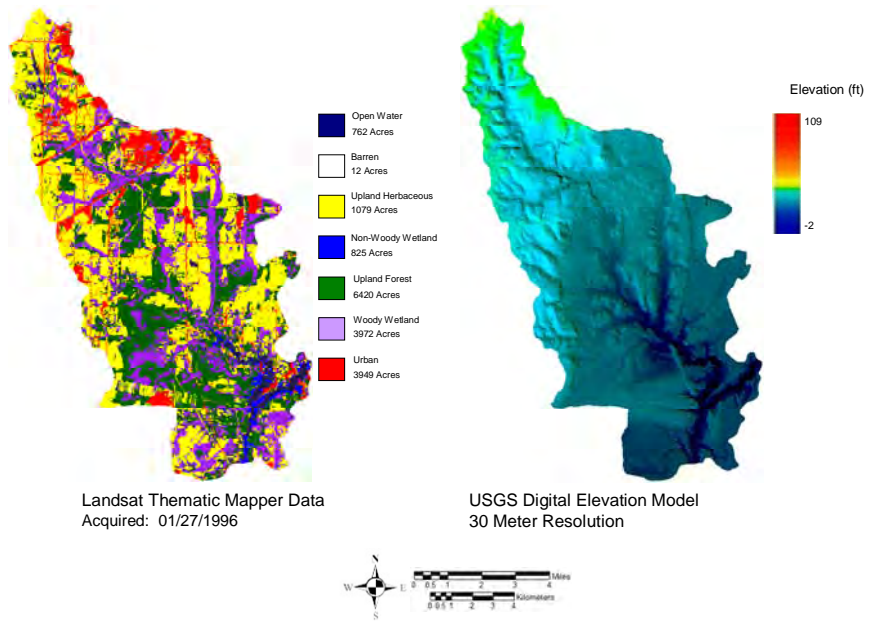 Open Water
762 Acres
Barren
12 Acres
Upland Herbaceous
1079 Acres
Non-Woody Wetland
825 Acres
Upland Forest
6420 Acres
Woody Wetland
3972 Acres
Urban
3949 Acres
Elevation (ft)
109
-2
Landsat Thematic Mapper Data
Acquired: 01/27/1996
USGS Digital Elevation Model
30 Meter Resolution
N
W E
S
Miles
0 0.5 1 2 3 4
Kilometers
0 0.5 1 2 3 4